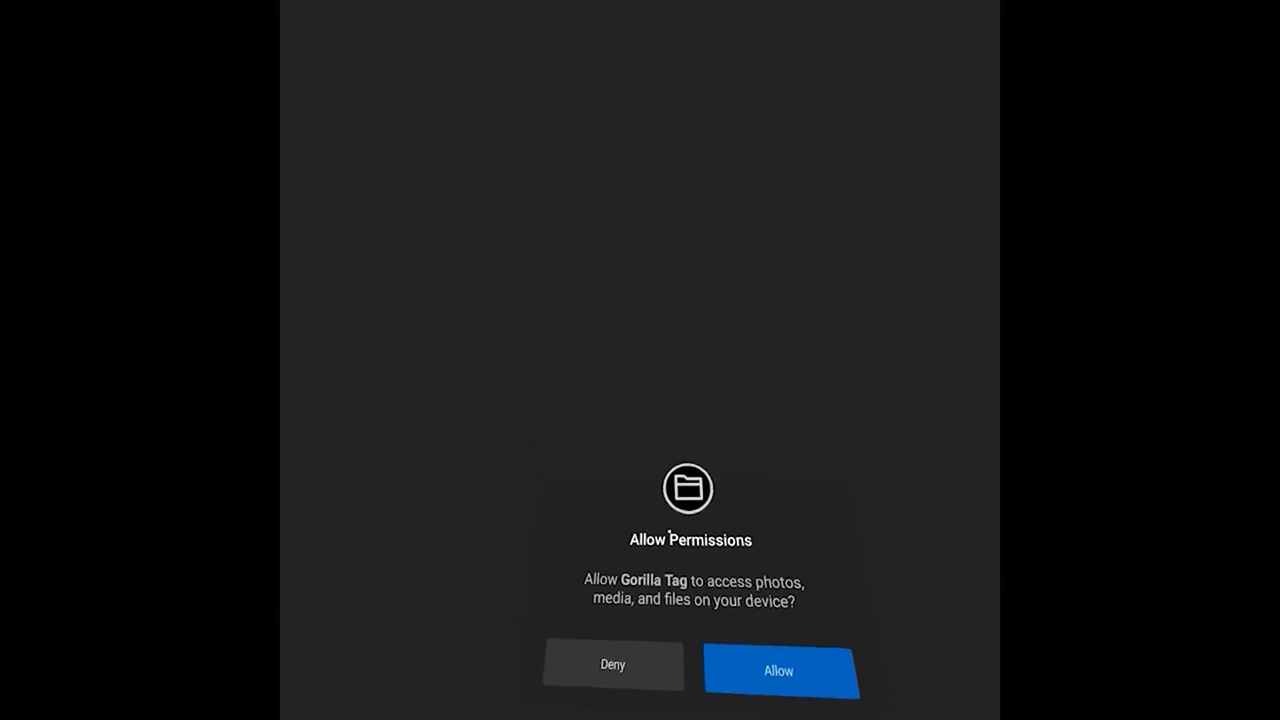 Allow Permissions
Allow Gorilla Tag to access photos,
media, and files on your device?
Deny
Allow